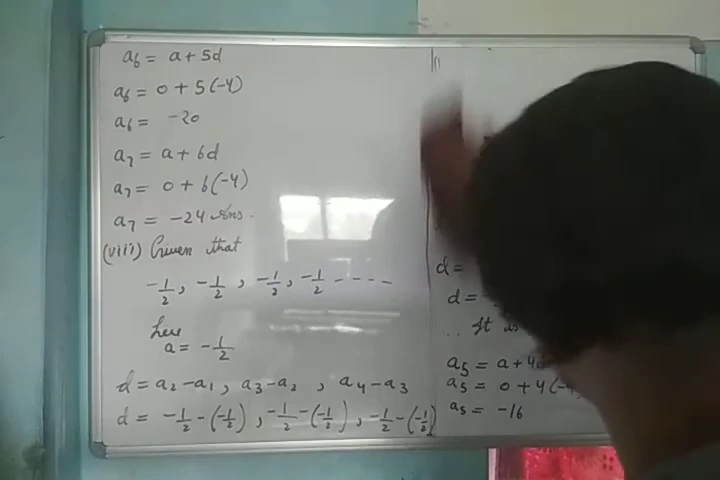 a₆ = a + 5d
a₆ = 0 + 5(-4)
a₆ = -20
a₇ = a + 6d
a₇ = 0 + 6(-4)
a₇ = -24 Ans.
(viii) Given that
-1/2, -1/2, -1/2, -1/2 - - - -
here
a = -1/2
d = a₂ - a₁, a₃ - a₂, a₄ - a₃
d = -1/2 - (-1/2), -1/2 - (-1/2), -1/2 - (-1/2)
d =
d =
∴ It is
a₅ = a + 4
a₅ = 0 + 4(-4
a₅ = -16